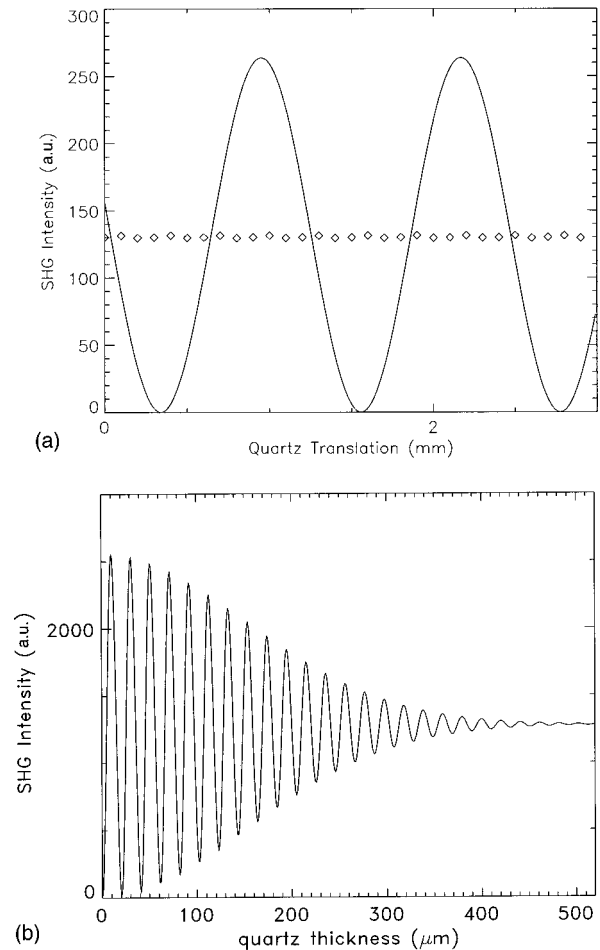 300
250
200
150
100
50
0
SHG Intensity (a.u.)
0
2
Quartz Translation (mm)
(a)
2000
0
SHG Intensity (a.u.)
0
100
200
300
400
500
quartz thickness (μm)
(b)